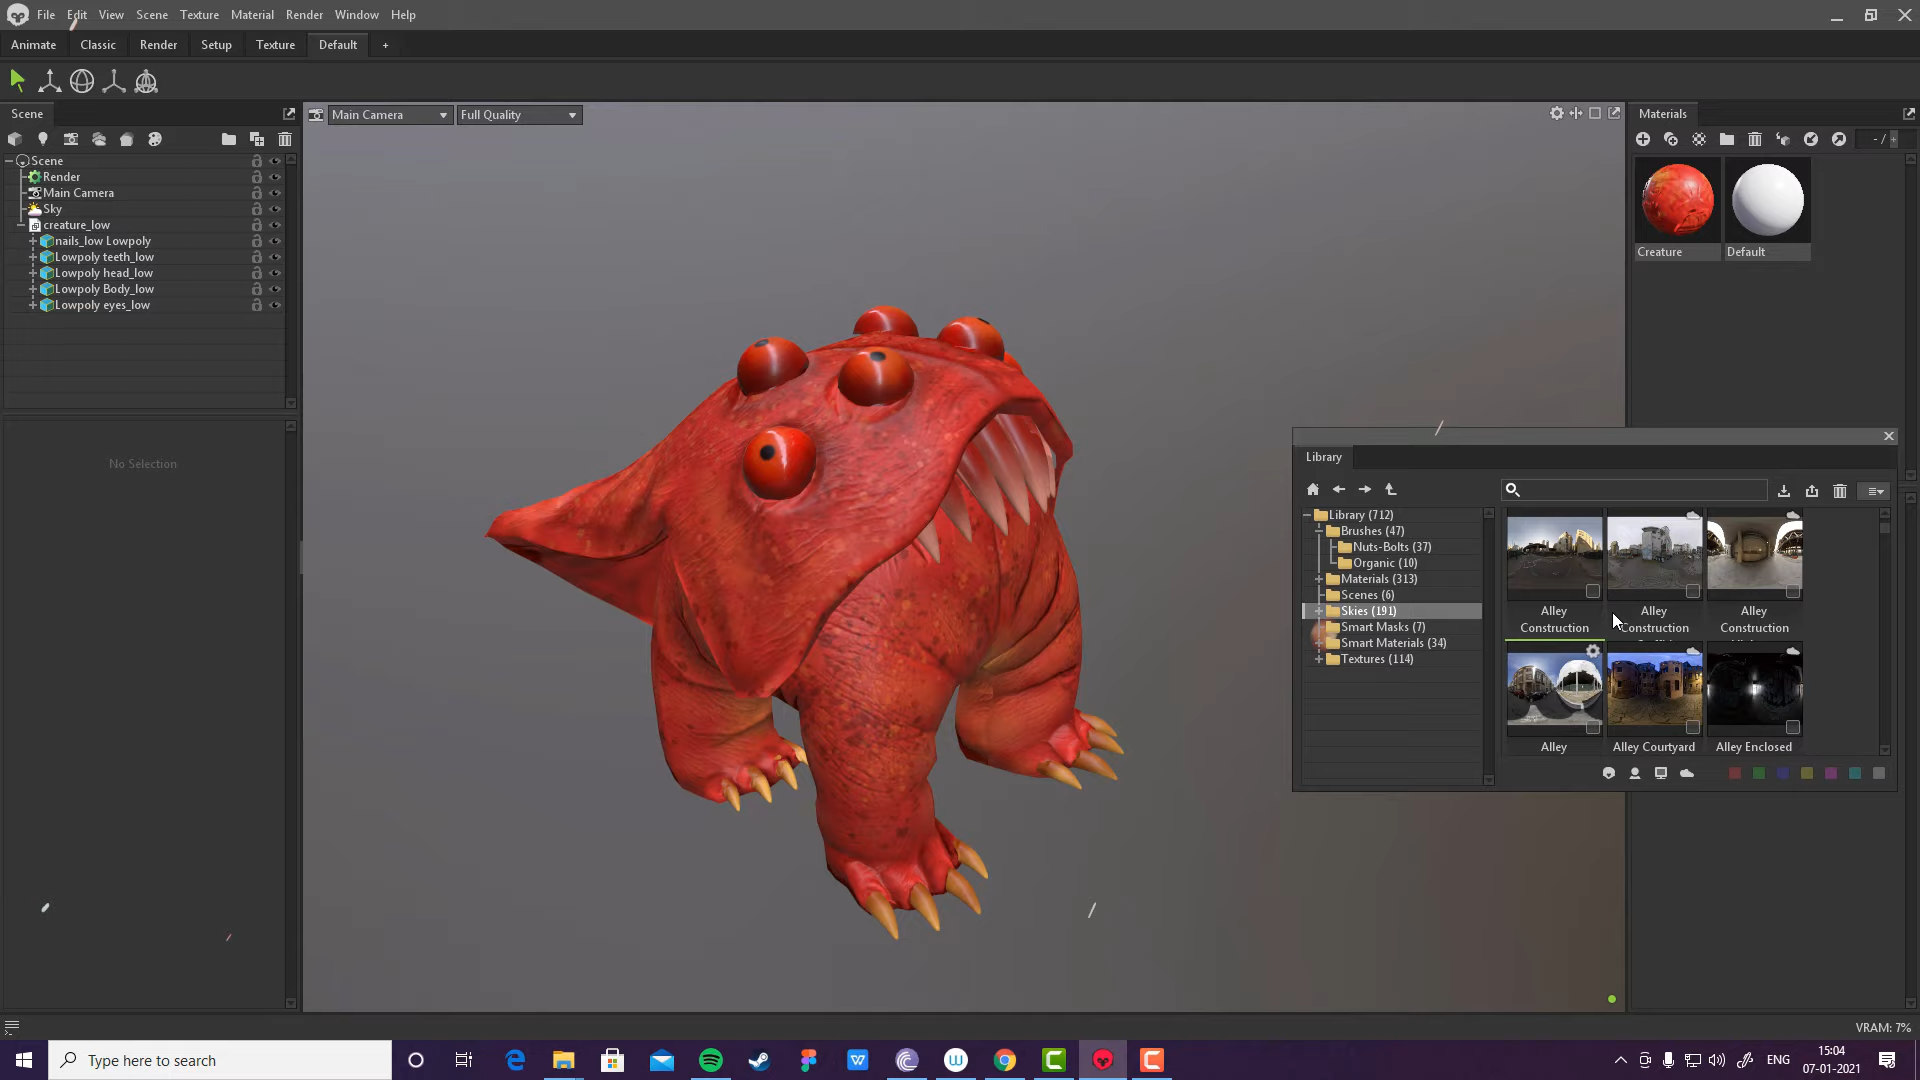 File Edit View Scene Texture Material Render Window Help
Animate Classic Render Setup Texture Default +
Scene
Main Camera
Full Quality
Materials
- /
Scene
Render
Main Camera
Sky
creature_low
nails_low Lowpoly
Lowpoly teeth_low
Lowpoly head_low
Lowpoly Body_low
Lowpoly eyes_low
Creature
Default
No Selection
Library
Library (712)
Brushes (47)
Nuts-Bolts (37)
Organic (10)
Materials (313)
Scenes (6)
Skies (191)
Smart Masks (7)
Smart Materials (34)
Textures (114)
Alley
Construction
Alley
Construction
Alley
Construction
Alley
Alley Courtyard
Alley Enclosed
VRAM: 7%
Type here to search
ENG
15:04
07-01-2021